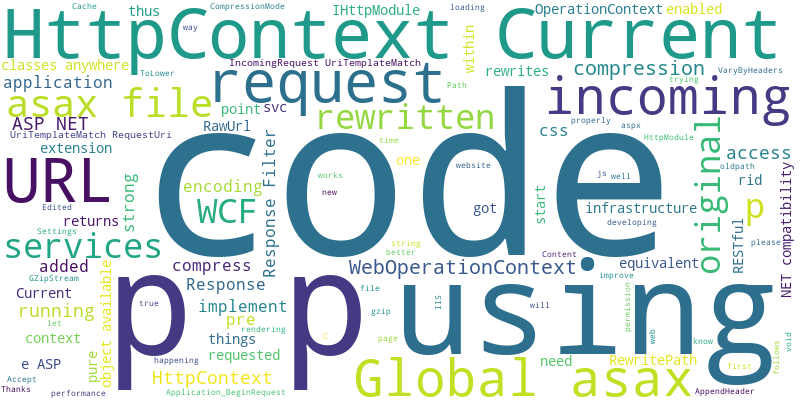 Cache thus CompressionMode IHttpModule OperationContext enabled loading
HttpContext Current
way within
classes anywhere IncomingRequest UriTemplateMatch rewrites compression VaryByHeaders
application ToLower request Path trying
asax file point svc rewritten incoming
ASP NET RawUrl css properly aspx
UriTemplateMatch RequestUri time HttpModule
extension code one js well oldpath access
URL strong encoding Response Filter works website start original rid
Edited WCF new got infrastructure p
returns developing RESTful NET compatibility
Settings string better
services compress WebOperationContext equivalent Content please
added GZipStream Response file IIS improve
Current p true implement p using
running object available let gzip will permission web know void
context pre things rendering C page need RewritePath first follows
e ASP pure requested happening
Accept HttpContext Global asax
Thanks performance Application_BeginRequest AppendHeader